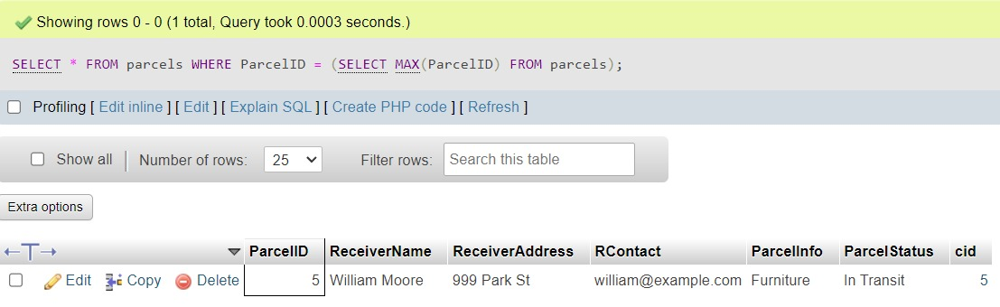 Showing rows 0 - 0 (1 total, Query took 0.0003 seconds.)
SELECT * FROM parcels WHERE ParcelID = (SELECT MAX(ParcelID) FROM parcels);
Profiling [ Edit inline ] [ Edit ] [ Explain SQL ] [ Create PHP code ] [ Refresh ]
Show all Number of rows: 25 Filter rows: Search this table
Extra options
←T→ ParcelID ReceiverName ReceiverAddress RContact ParcelInfo ParcelStatus cid
Edit Copy Delete 5 William Moore 999 Park St william@example.com Furniture In Transit 5